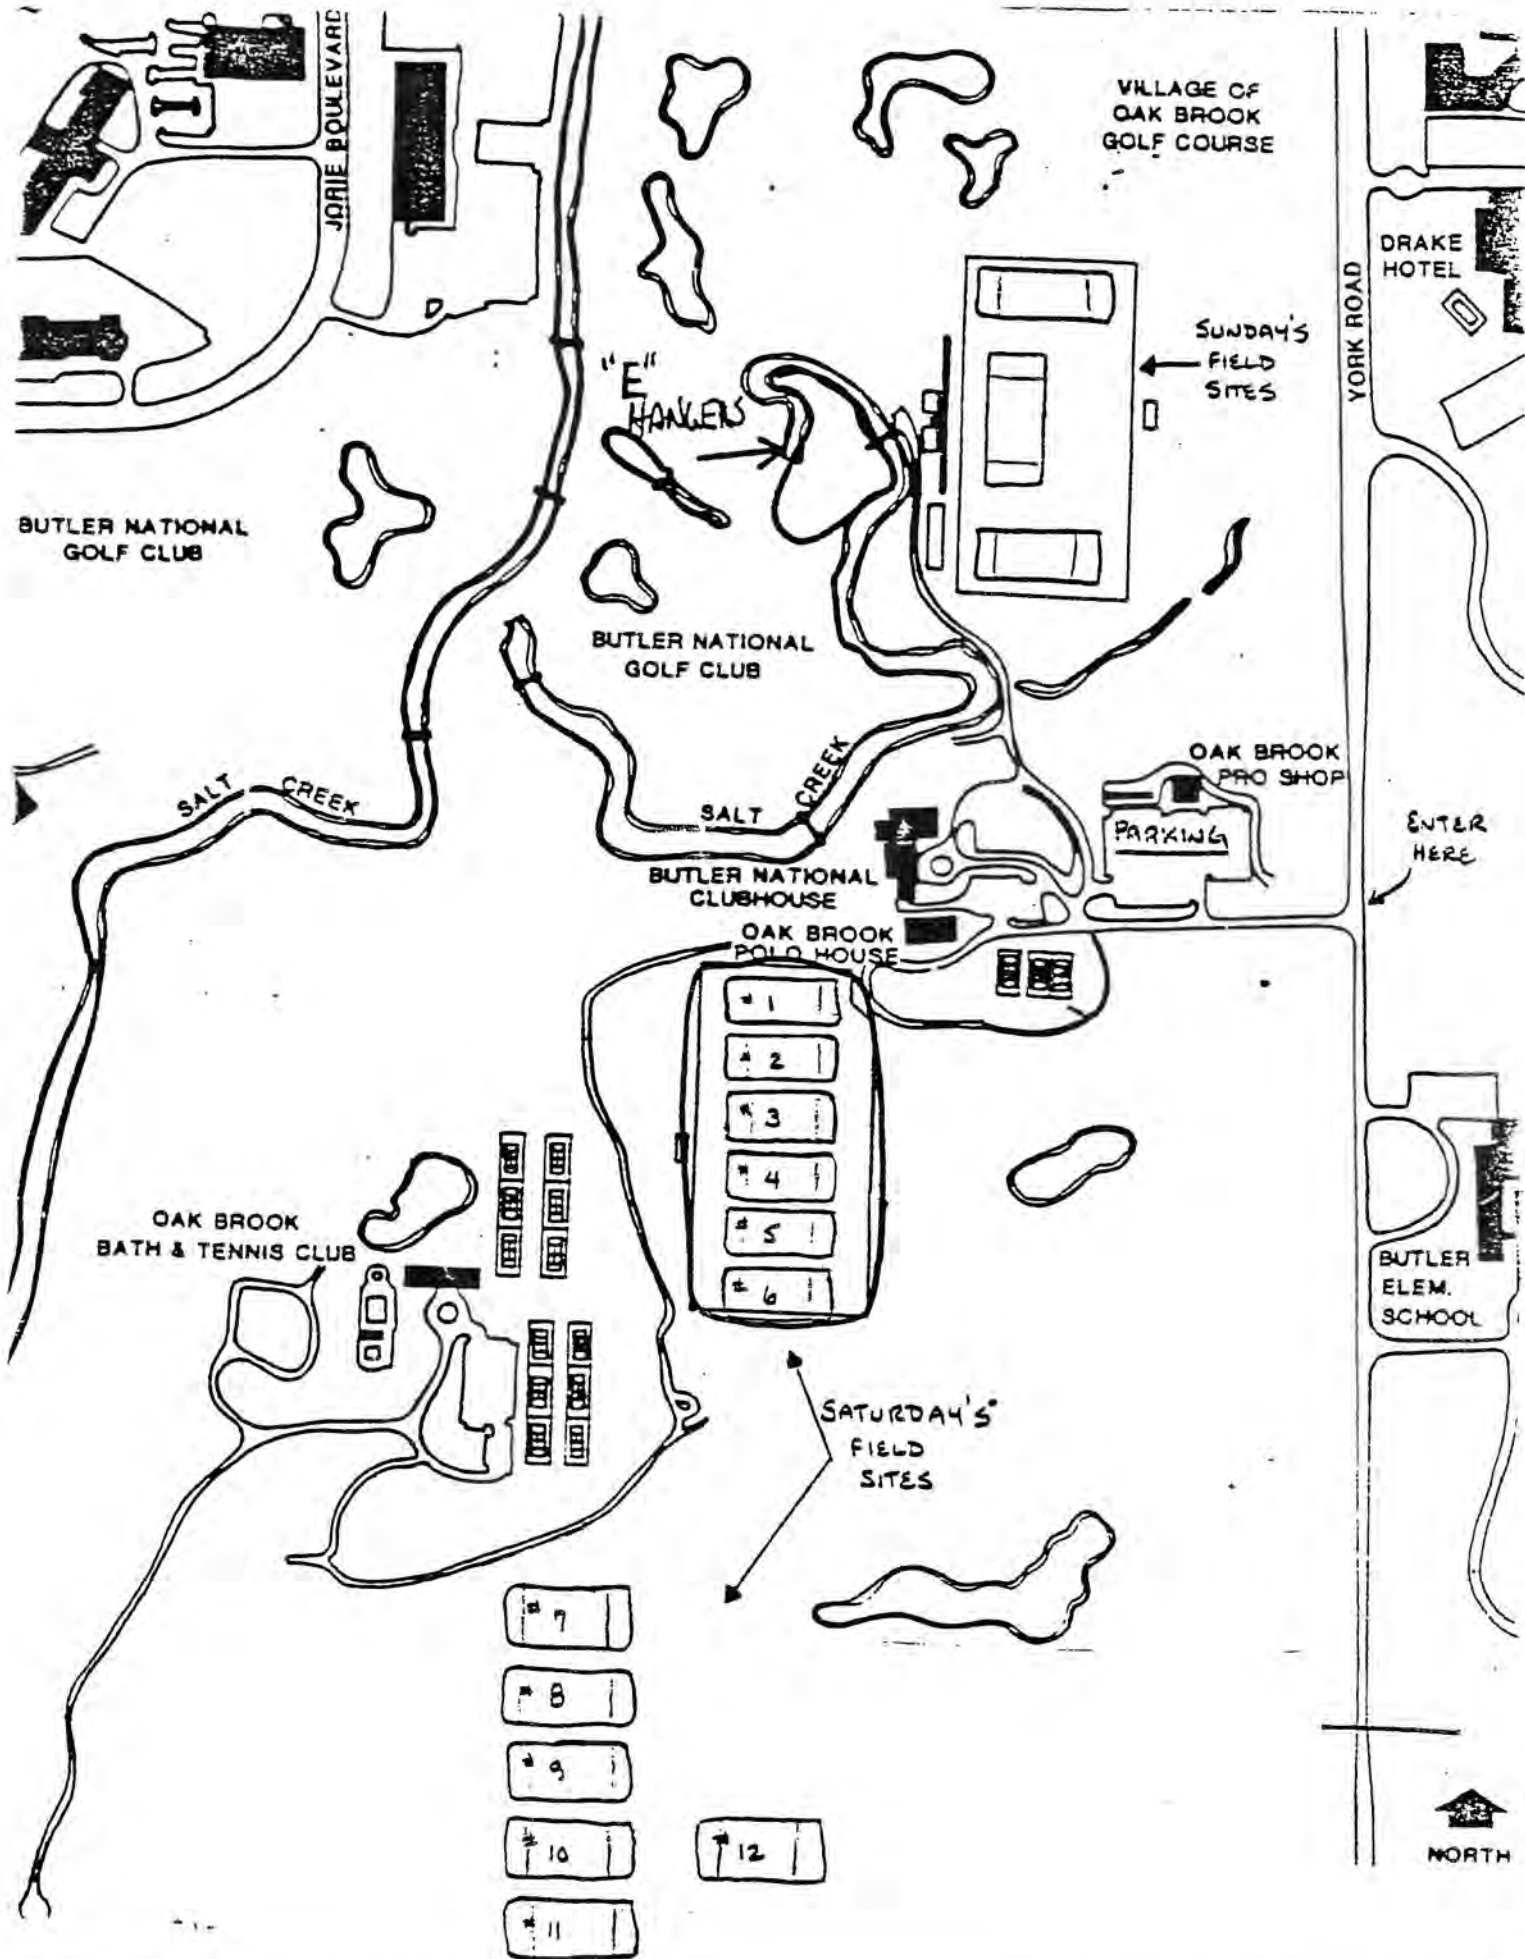 JORIE BOULEVARD
VILLAGE OF
OAK BROOK
GOLF COURSE
DRAKE
HOTEL
YORK ROAD
SUNDAY'S
FIELD
SITES
"E"
BUTLER NATIONAL
GOLF CLUB
BUTLER NATIONAL
GOLF CLUB
OAK BROOK
PRO SHOP
SALT CREEK
SALT CREEK
PARKING
ENTER
HERE
BUTLER NATIONAL
CLUBHOUSE
OAK BROOK
POLO HOUSE
# 1
# 2
# 3
# 4
# 5
# 6
OAK BROOK
BATH & TENNIS CLUB
BUTLER
ELEM.
SCHOOL
SATURDAY'S
FIELD
SITES
# 7
# 8
# 9
# 10
# 12
# 11
NORTH